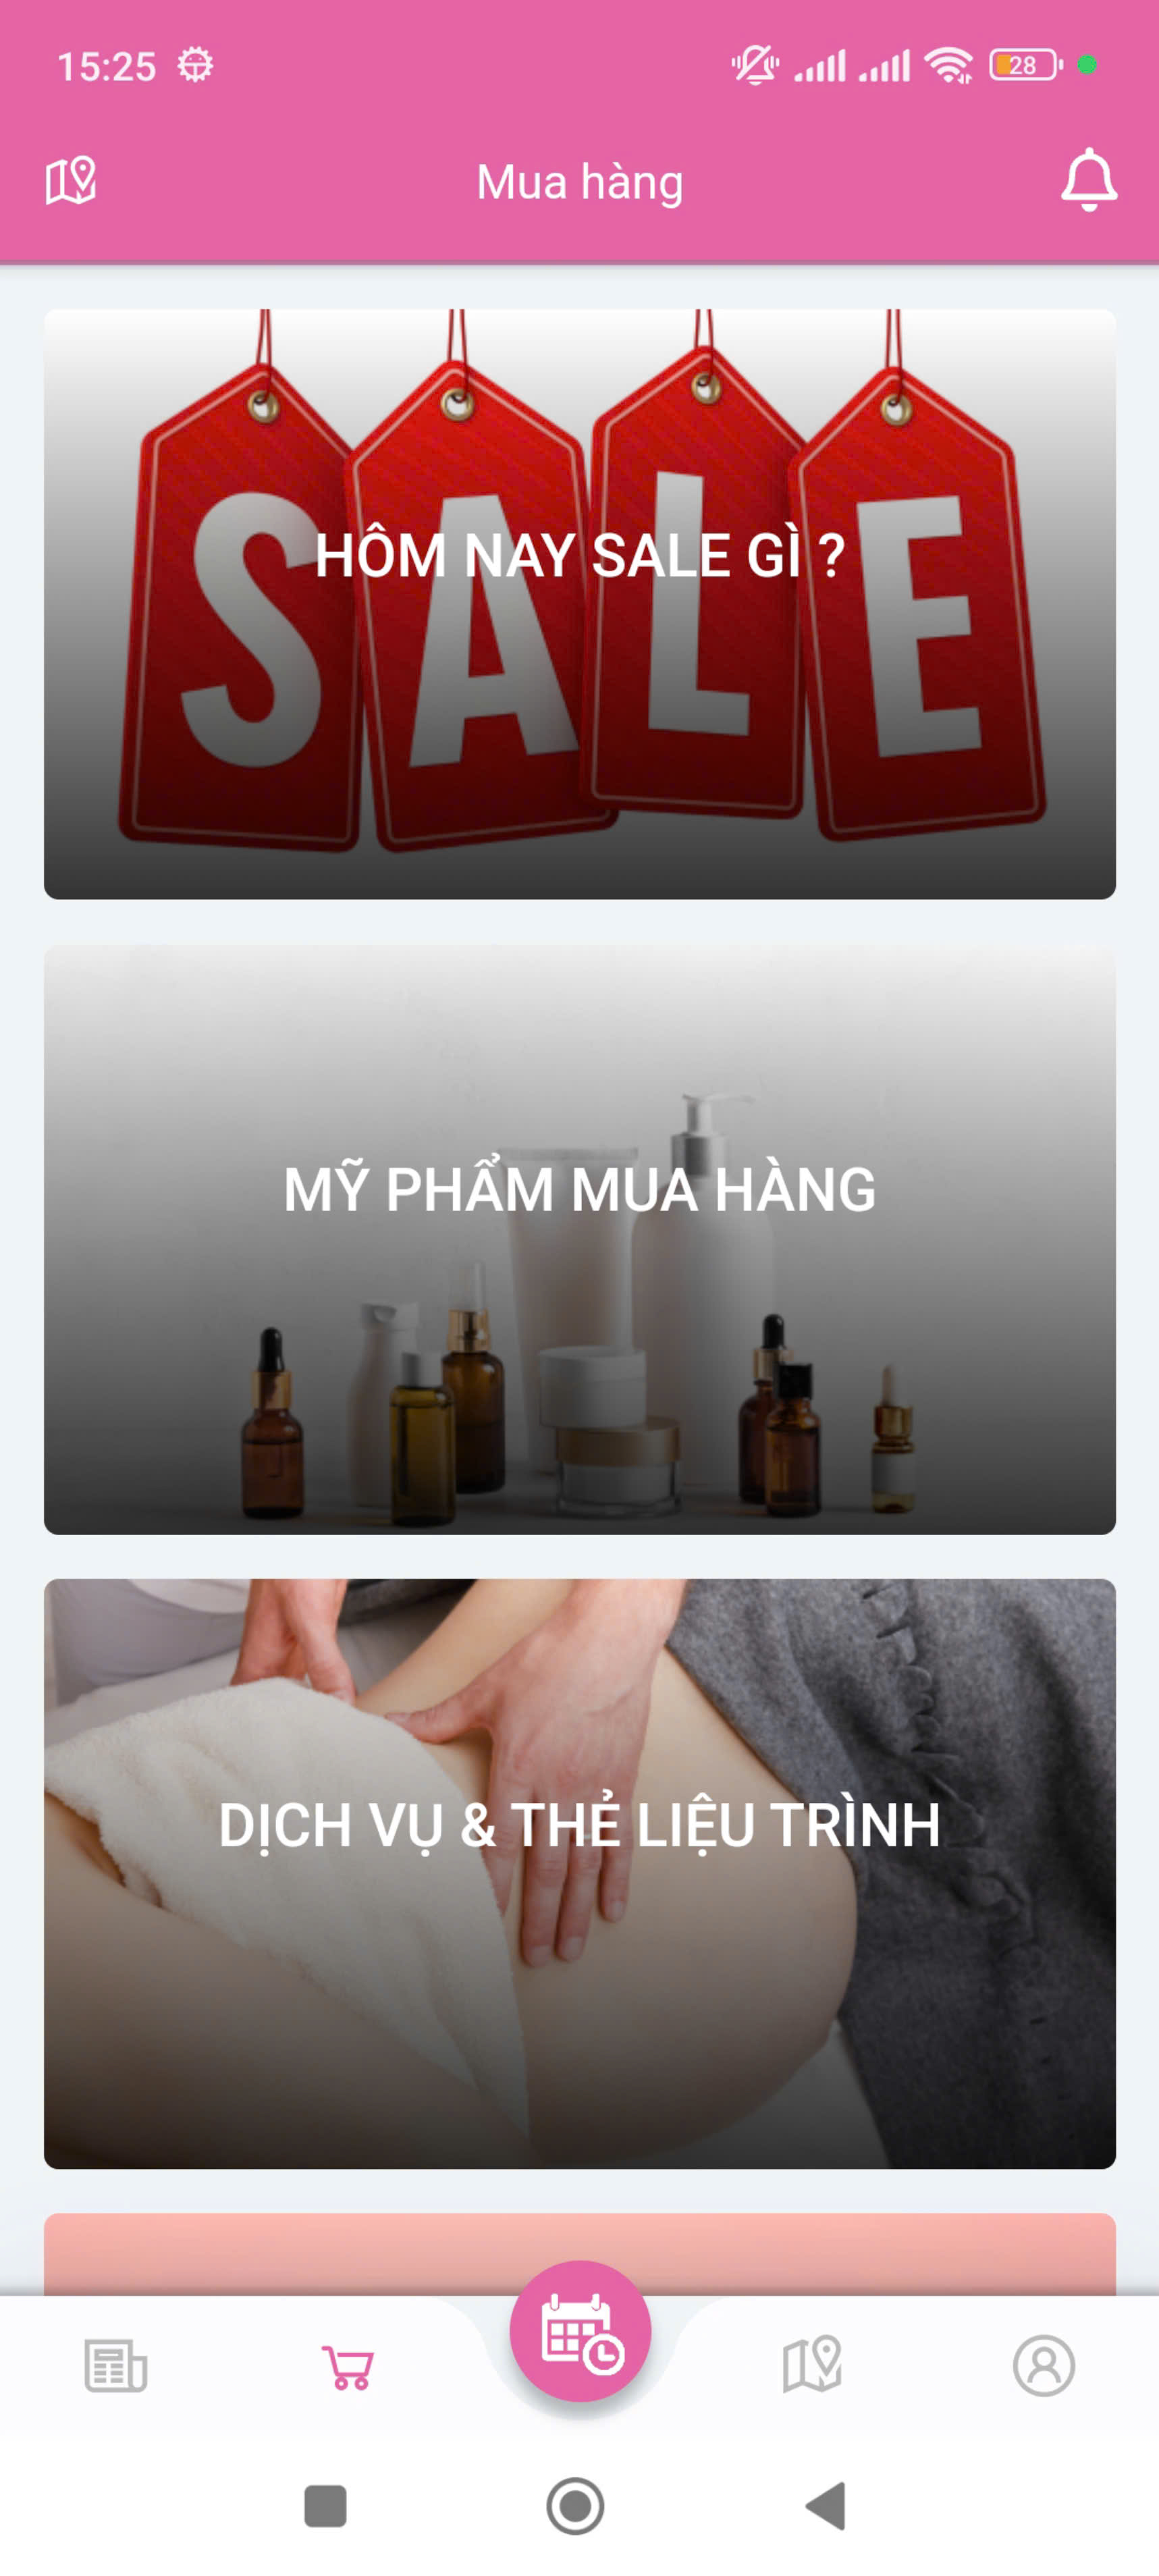 15:25
28
Mua hàng
SALE
HÔM NAY SALE GÌ ?
MỸ PHẨM MUA HÀNG
DỊCH VỤ & THẺ LIỆU TRÌNH